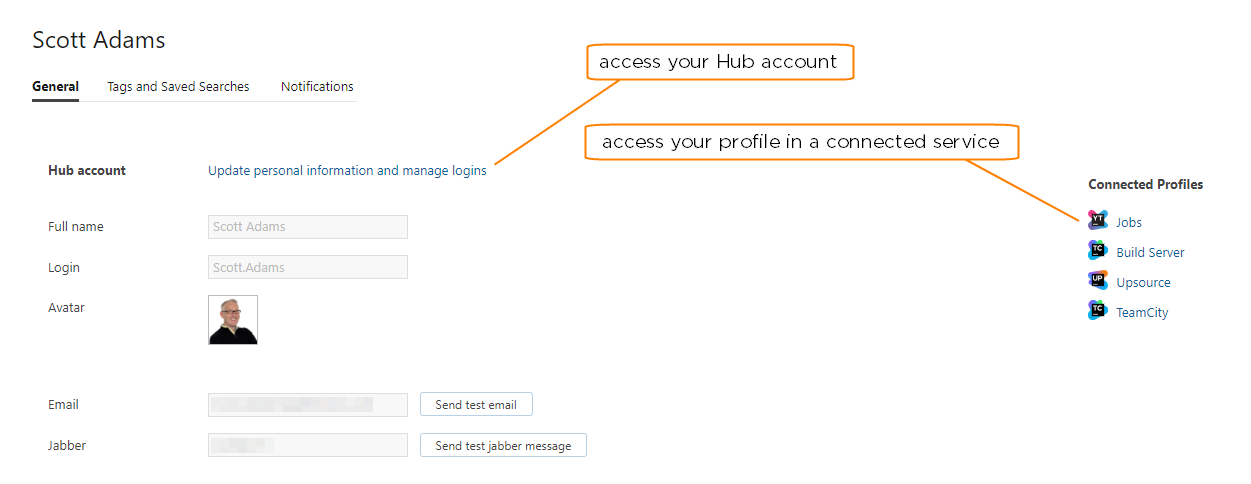 Scott Adams
access your Hub account
General Tags and Saved Searches Notifications
access your profile in a connected service
Hub account Update personal information and manage logins
Connected Profiles
Full name Scott Adams
YT Jobs
TC Build Server
Login Scott.Adams
UP Upsource
Avatar
TC TeamCity
Email Send test email
Jabber Send test jabber message